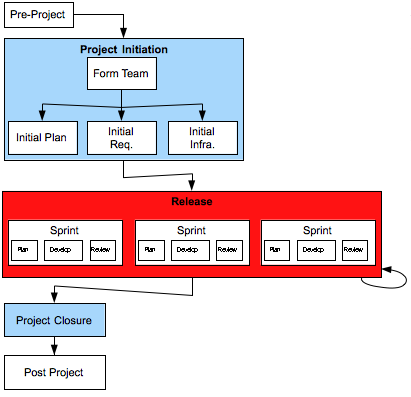 Pre-Project
Project Initiation
Form Team
Initial Plan
Initial
Req.
Initial
Infra.
Release
Sprint
Plan
Develop
Review
Sprint
Plan
Develop
Review
Sprint
Plan
Develop
Review
Project Closure
Post Project